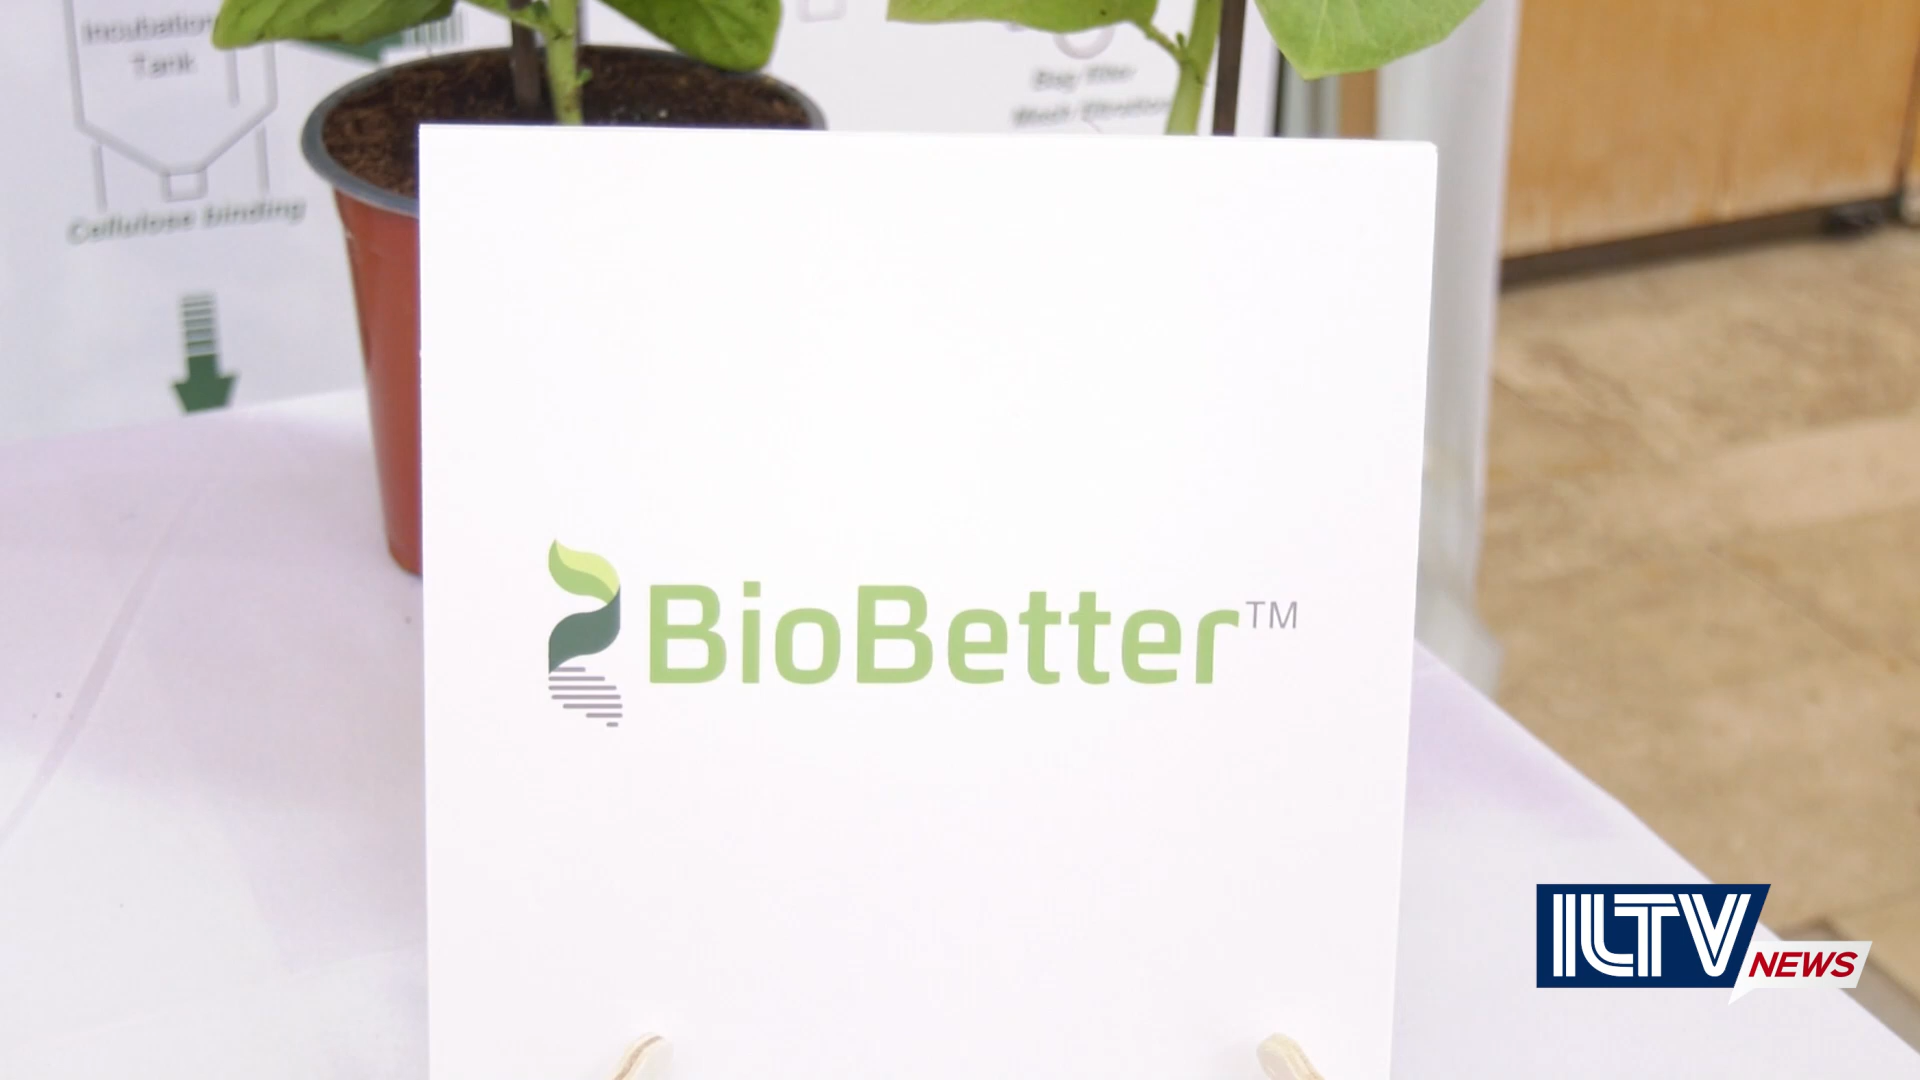 Incubation
Tank
Cellulose binding
BioBetter™
ILTV
NEWS